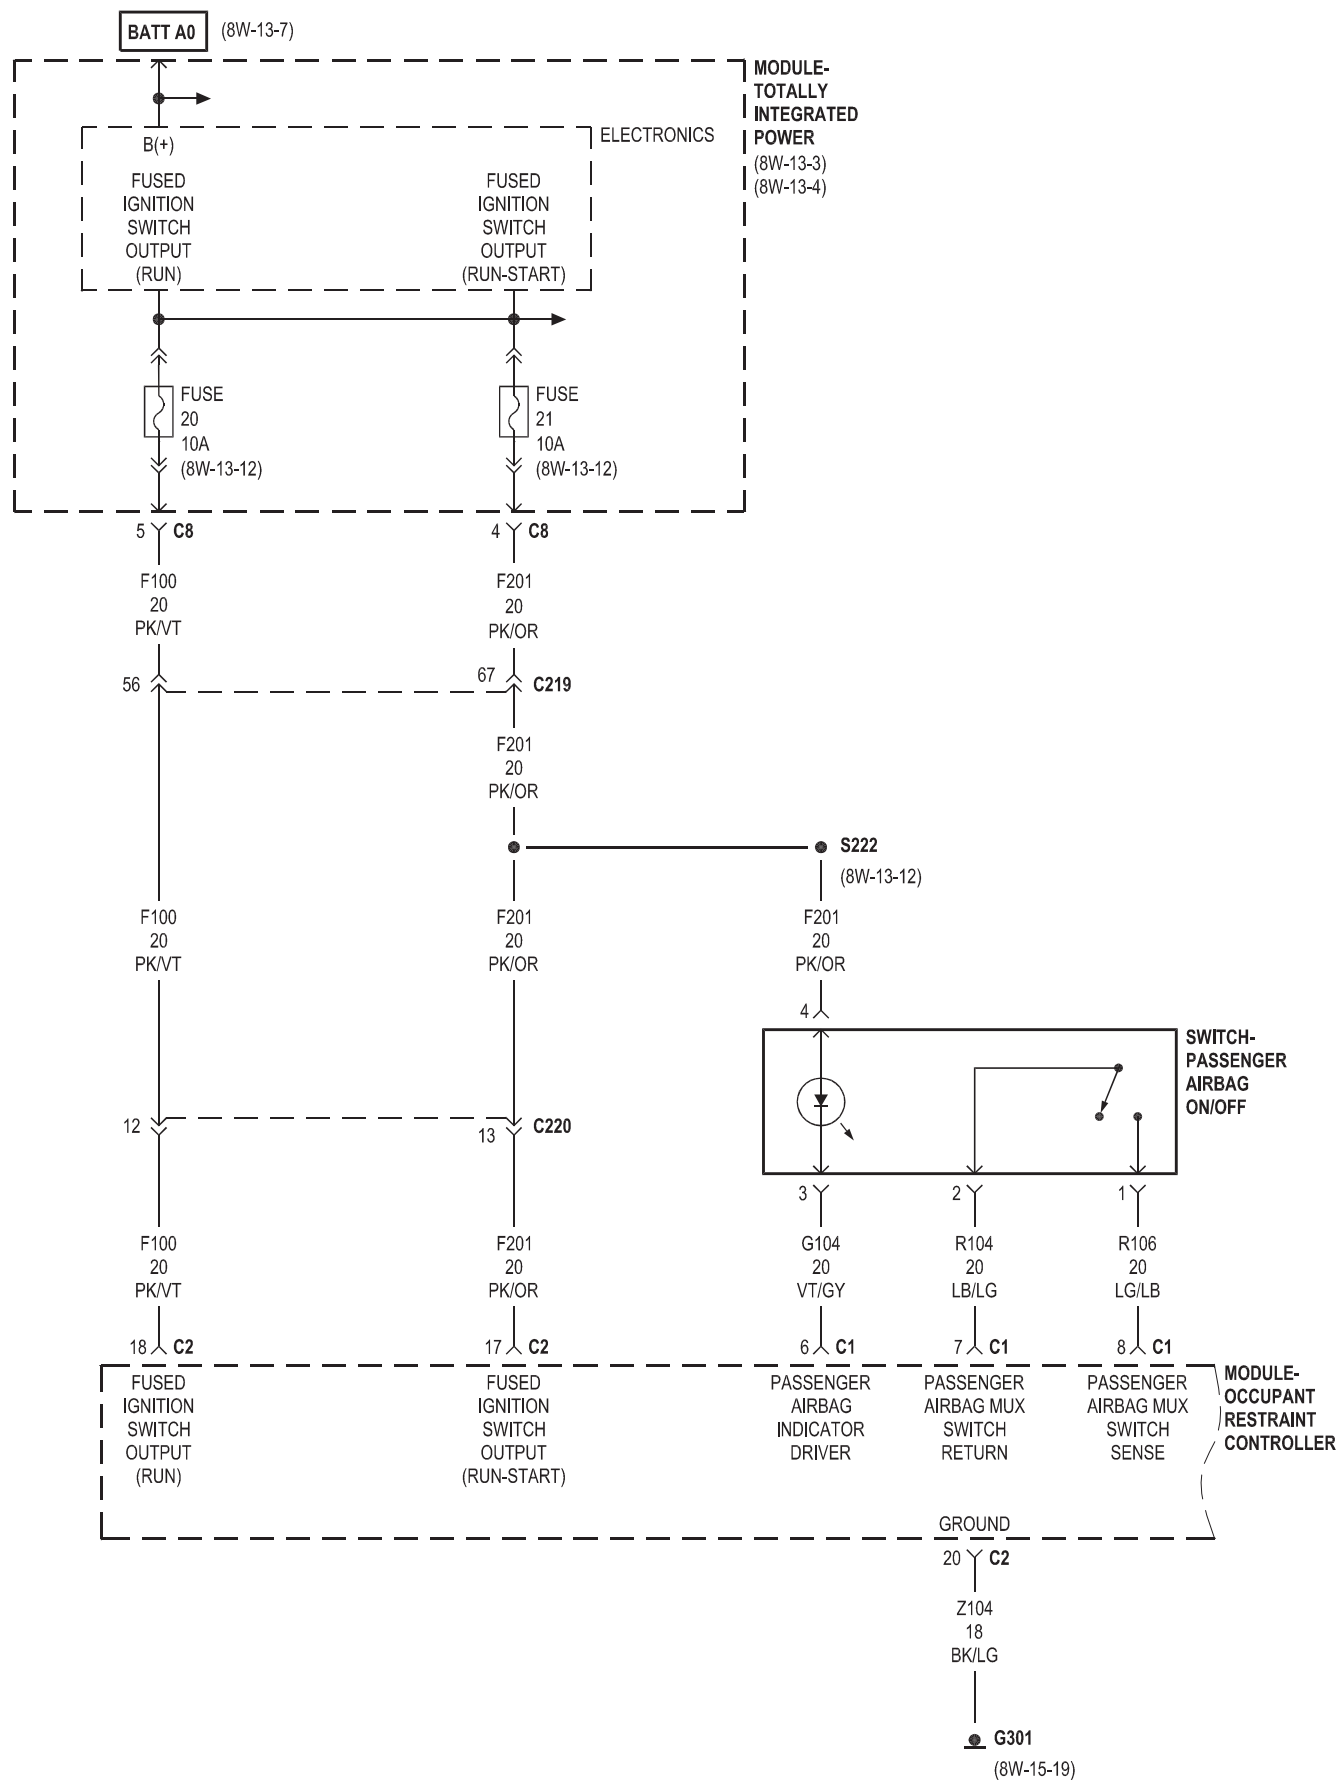 BATT A0 (8W-13-7)
MODULE-
TOTALLY
INTEGRATED
POWER
(8W-13-3)
(8W-13-4)
ELECTRONICS
B(+)
FUSED
IGNITION
SWITCH
OUTPUT
(RUN)
FUSED
IGNITION
SWITCH
OUTPUT
(RUN-START)
FUSE
20
10A
(8W-13-12)
FUSE
21
10A
(8W-13-12)
5 C8
4 C8
F100
20
PK/VT
F201
20
PK/OR
56
67 C219
F201
20
PK/OR
S222
(8W-13-12)
F100
20
PK/VT
F201
20
PK/OR
F201
20
PK/OR
4
SWITCH-
PASSENGER
AIRBAG
ON/OFF
12
13 C220
3
2
1
F100
20
PK/VT
F201
20
PK/OR
G104
20
VT/GY
R104
20
LB/LG
R106
20
LG/LB
18 C2
17 C2
6 C1
7 C1
8 C1
FUSED
IGNITION
SWITCH
OUTPUT
(RUN)
FUSED
IGNITION
SWITCH
OUTPUT
(RUN-START)
PASSENGER
AIRBAG
INDICATOR
DRIVER
PASSENGER
AIRBAG MUX
SWITCH
RETURN
PASSENGER
AIRBAG MUX
SWITCH
SENSE
MODULE-
OCCUPANT
RESTRAINT
CONTROLLER
GROUND
20 C2
Z104
18
BK/LG
G301
(8W-15-19)